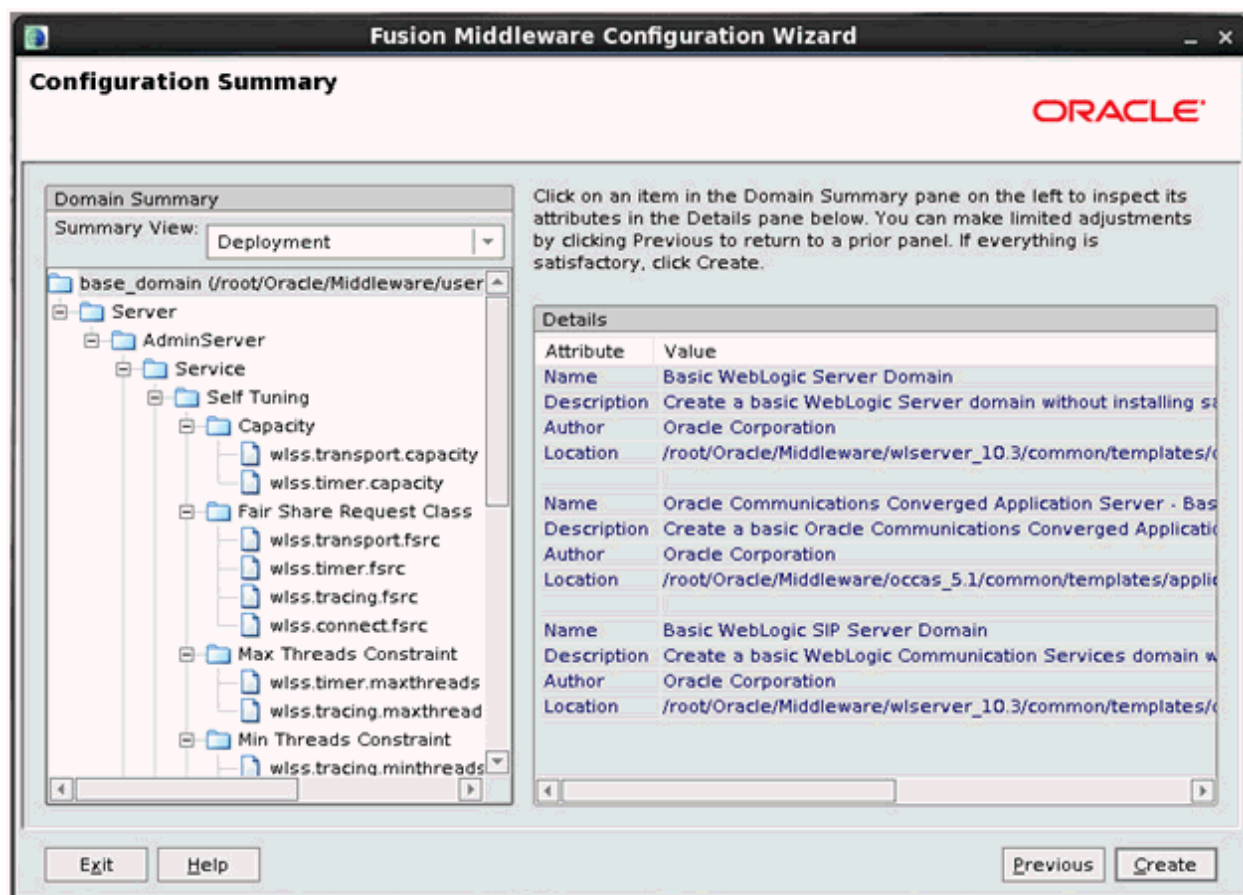 Fusion Middleware Configuration Wizard
Configuration Summary
ORACLE
Domain Summary
Summary View:
Deployment
base_domain (/root/Oracle/Middleware/user
Server
AdminServer
Service
Self Tuning
Capacity
wlss.transport.capacity
wlss.timer.capacity
Fair Share Request Class
wlss.transport.fsrc
wlss.timer.fsrc
wlss.tracing.fsrc
wlss.connect.fsrc
Max Threads Constraint
wlss.timer.maxthreads
wlss.tracing.maxthread
Min Threads Constraint
wlss.tracing.minthreads
Click on an item in the Domain Summary pane on the left to inspect its
attributes in the Details pane below. You can make limited adjustments
by clicking Previous to return to a prior panel. If everything is
satisfactory, click Create.
Details
Attribute Value
Name Basic WebLogic Server Domain
Description Create a basic WebLogic Server domain without installing sa
Author Oracle Corporation
Location /root/Oracle/Middleware/wlserver_10.3/common/templates/
Name Oracle Communications Converged Application Server - Bas
Description Create a basic Oracle Communications Converged Applicati
Author Oracle Corporation
Location /root/Oracle/Middleware/occas_5.1/common/templates/appli
Name Basic WebLogic SIP Server Domain
Description Create a basic WebLogic Communication Services domain w
Author Oracle Corporation
Location /root/Oracle/Middleware/wlserver_10.3/common/templates/
Exit
Help
Previous
Create